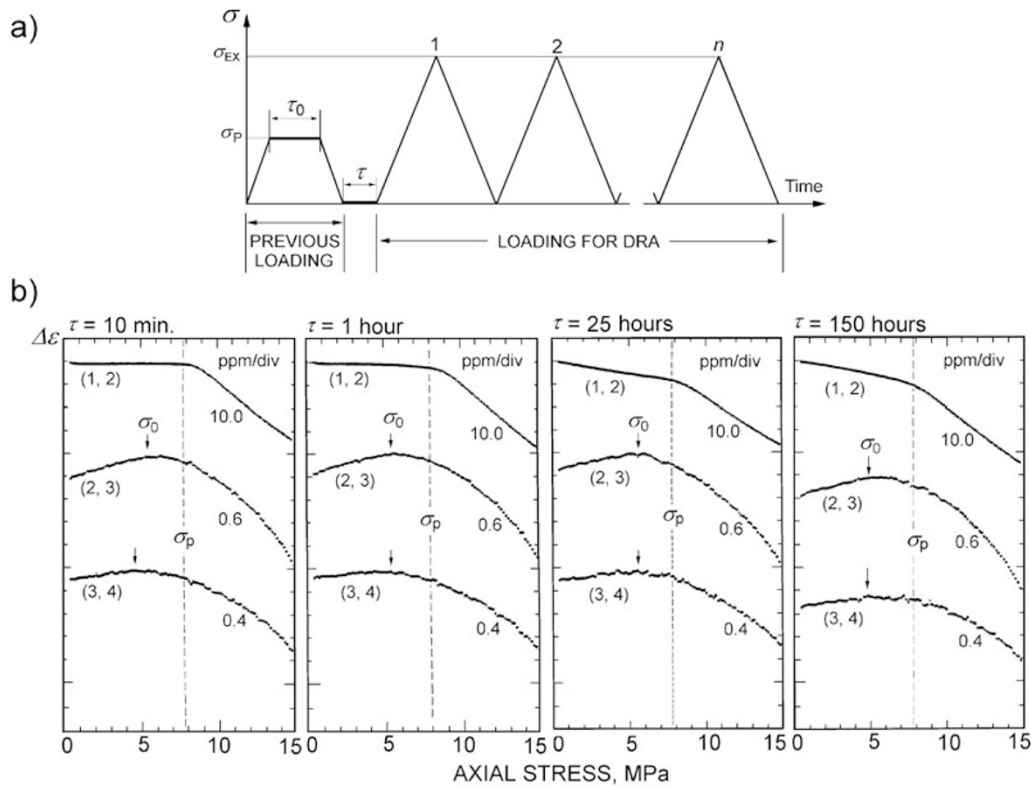 a)
σ
σEX
1
2
n
τ0
σP
τ
Time
PREVIOUS
LOADING
LOADING FOR DRA
b)
τ = 10 min.
τ = 1 hour
τ = 25 hours
τ = 150 hours
Δε
ppm/div
ppm/div
ppm/div
ppm/div
(1, 2)
(1, 2)
(1, 2)
(1, 2)
10.0
10.0
10.0
10.0
σ0
σ0
σ0
σ0
(2, 3)
(2, 3)
(2, 3)
(2, 3)
σp
σp
σp
σp
0.6
0.6
0.6
0.6
(3, 4)
(3, 4)
(3, 4)
(3, 4)
0.4
0.4
0.4
0.4
0 5 10 15
0 5 10 15
0 5 10 15
0 5 10 15
AXIAL STRESS, MPa